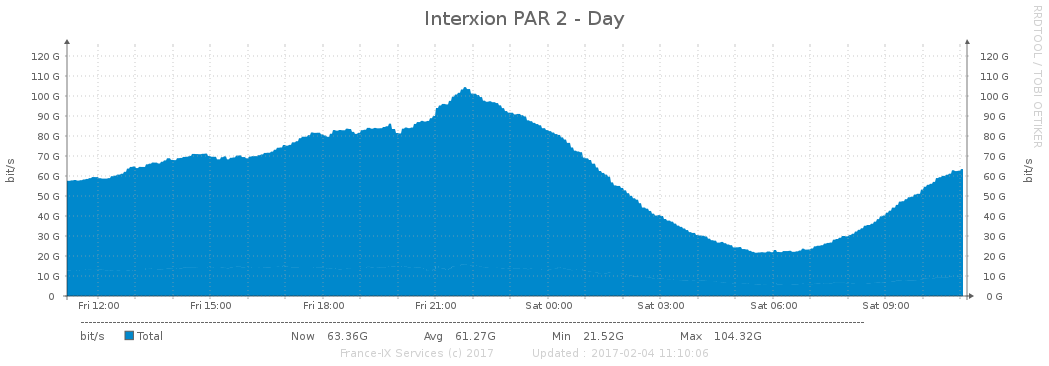 Interxion PAR 2 - Day
RRDTOOL / TOBI OETIKER
bit/s
120 G 120 G
110 G 110 G
100 G 100 G
90 G 90 G
80 G 80 G
70 G 70 G
60 G 60 G
50 G 50 G
40 G 40 G
30 G 30 G
20 G 20 G
10 G 10 G
0 0 G
bit/s
Fri 12:00 Fri 15:00 Fri 18:00 Fri 21:00 Sat 00:00 Sat 03:00 Sat 06:00 Sat 09:00
bit/s Total Now 63.36G Avg 61.27G Min 21.52G Max 104.32G
France-IX Services (c) 2017 Updated : 2017-02-04 11:10:06